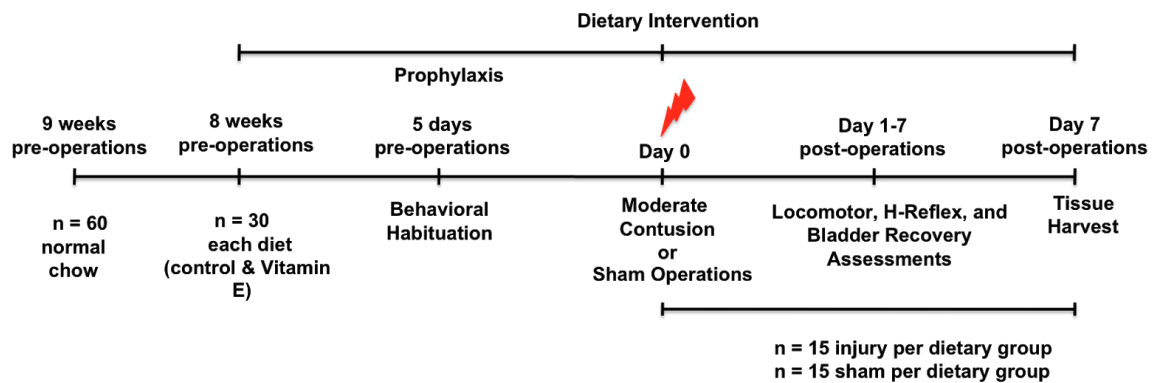 Dietary Intervention
Prophylaxis
9 weeks
pre-operations
8 weeks
pre-operations
5 days
pre-operations
Day 0
Day 1-7
post-operations
Day 7
post-operations
n = 60
normal
chow
n = 30
each diet
(control & Vitamin
E)
Behavioral
Habituation
Moderate
Contusion
or
Sham Operations
Locomotor, H-Reflex, and
Bladder Recovery
Assessments
Tissue
Harvest
n = 15 injury per dietary group
n = 15 sham per dietary group